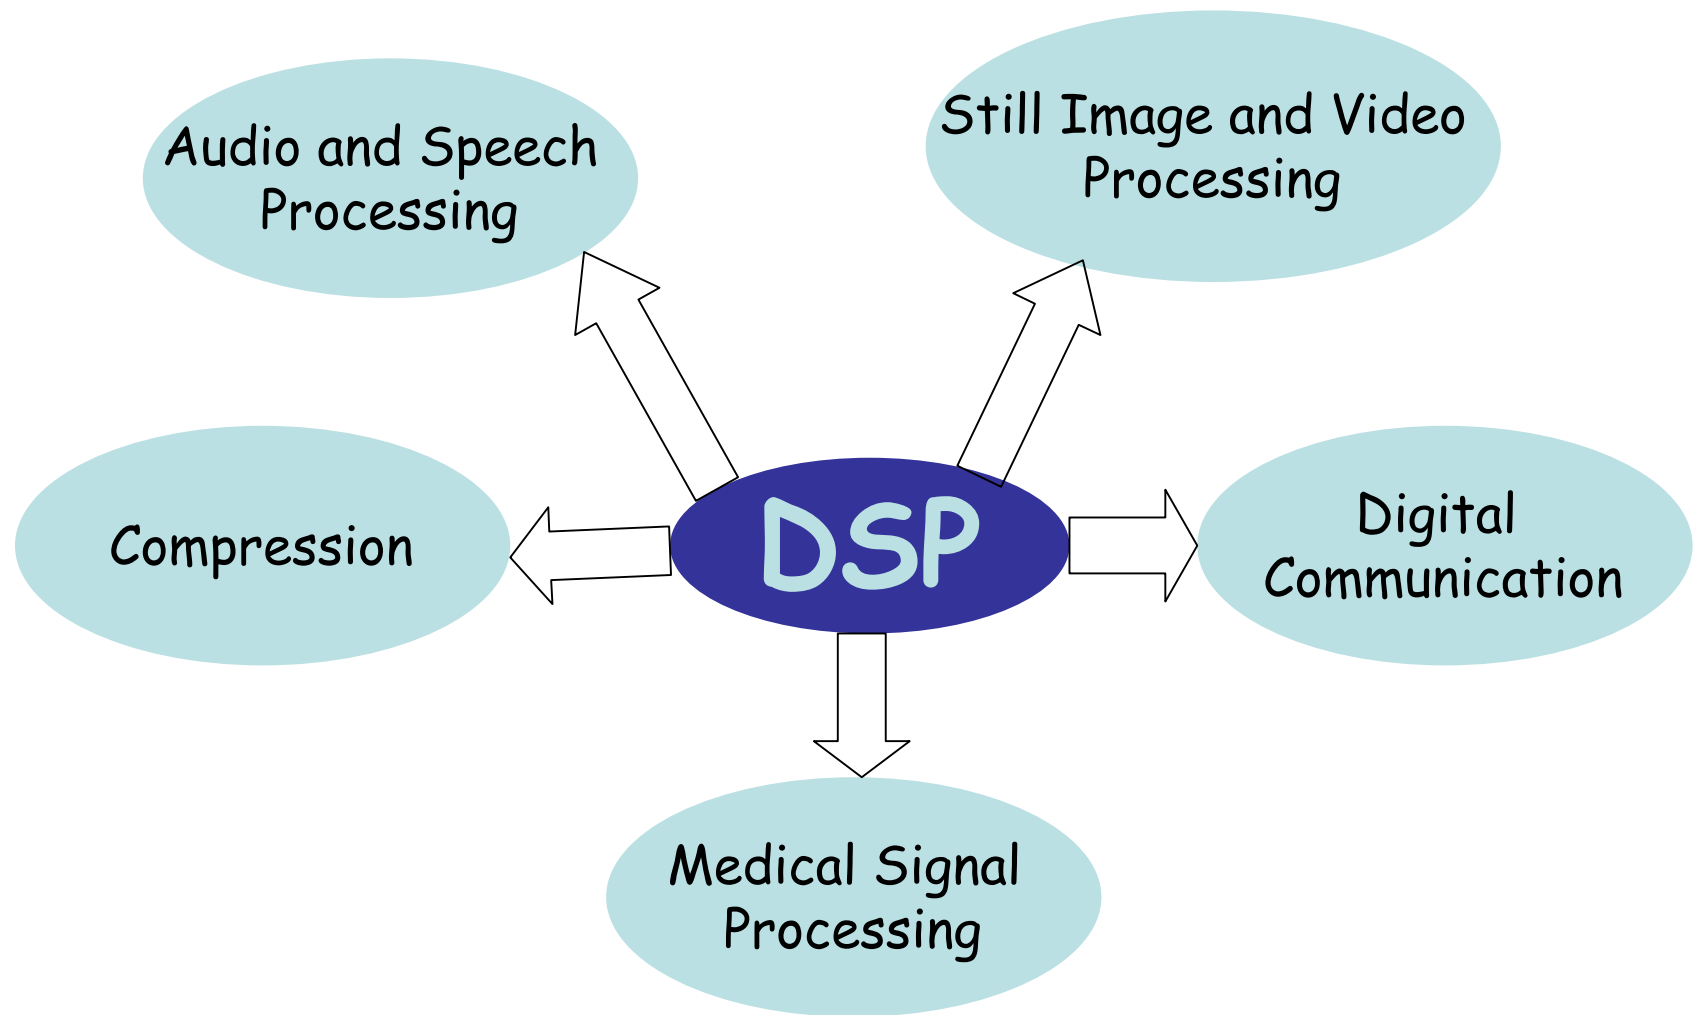 Audio and Speech
Processing
Still Image and Video
Processing
Compression
DSP
Digital
Communication
Medical Signal
Processing